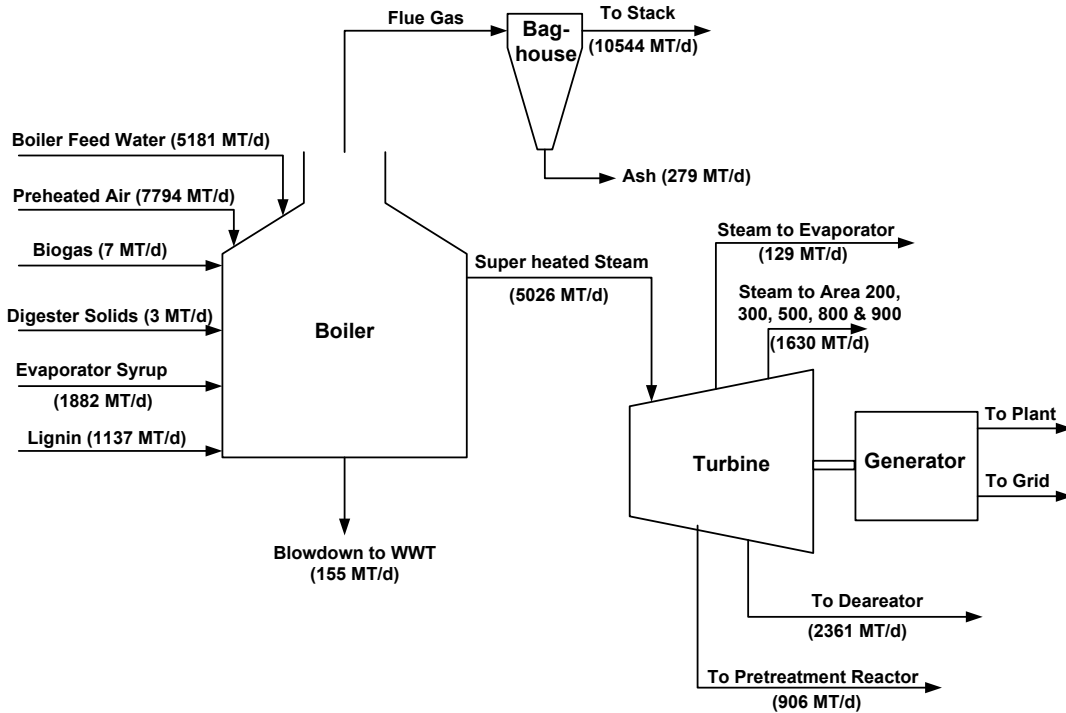 Flue Gas
Bag-
house
To Stack
(10544 MT/d)
Ash (279 MT/d)
Boiler Feed Water (5181 MT/d)
Preheated Air (7794 MT/d)
Biogas (7 MT/d)
Digester Solids (3 MT/d)
Evaporator Syrup
(1882 MT/d)
Lignin (1137 MT/d)
Boiler
Blowdown to WWT
(155 MT/d)
Super heated Steam
(5026 MT/d)
Steam to Evaporator
(129 MT/d)
Steam to Area 200,
300, 500, 800 & 900
(1630 MT/d)
Turbine
Generator
To Plant
To Grid
To Deareator
(2361 MT/d)
To Pretreatment Reactor
(906 MT/d)